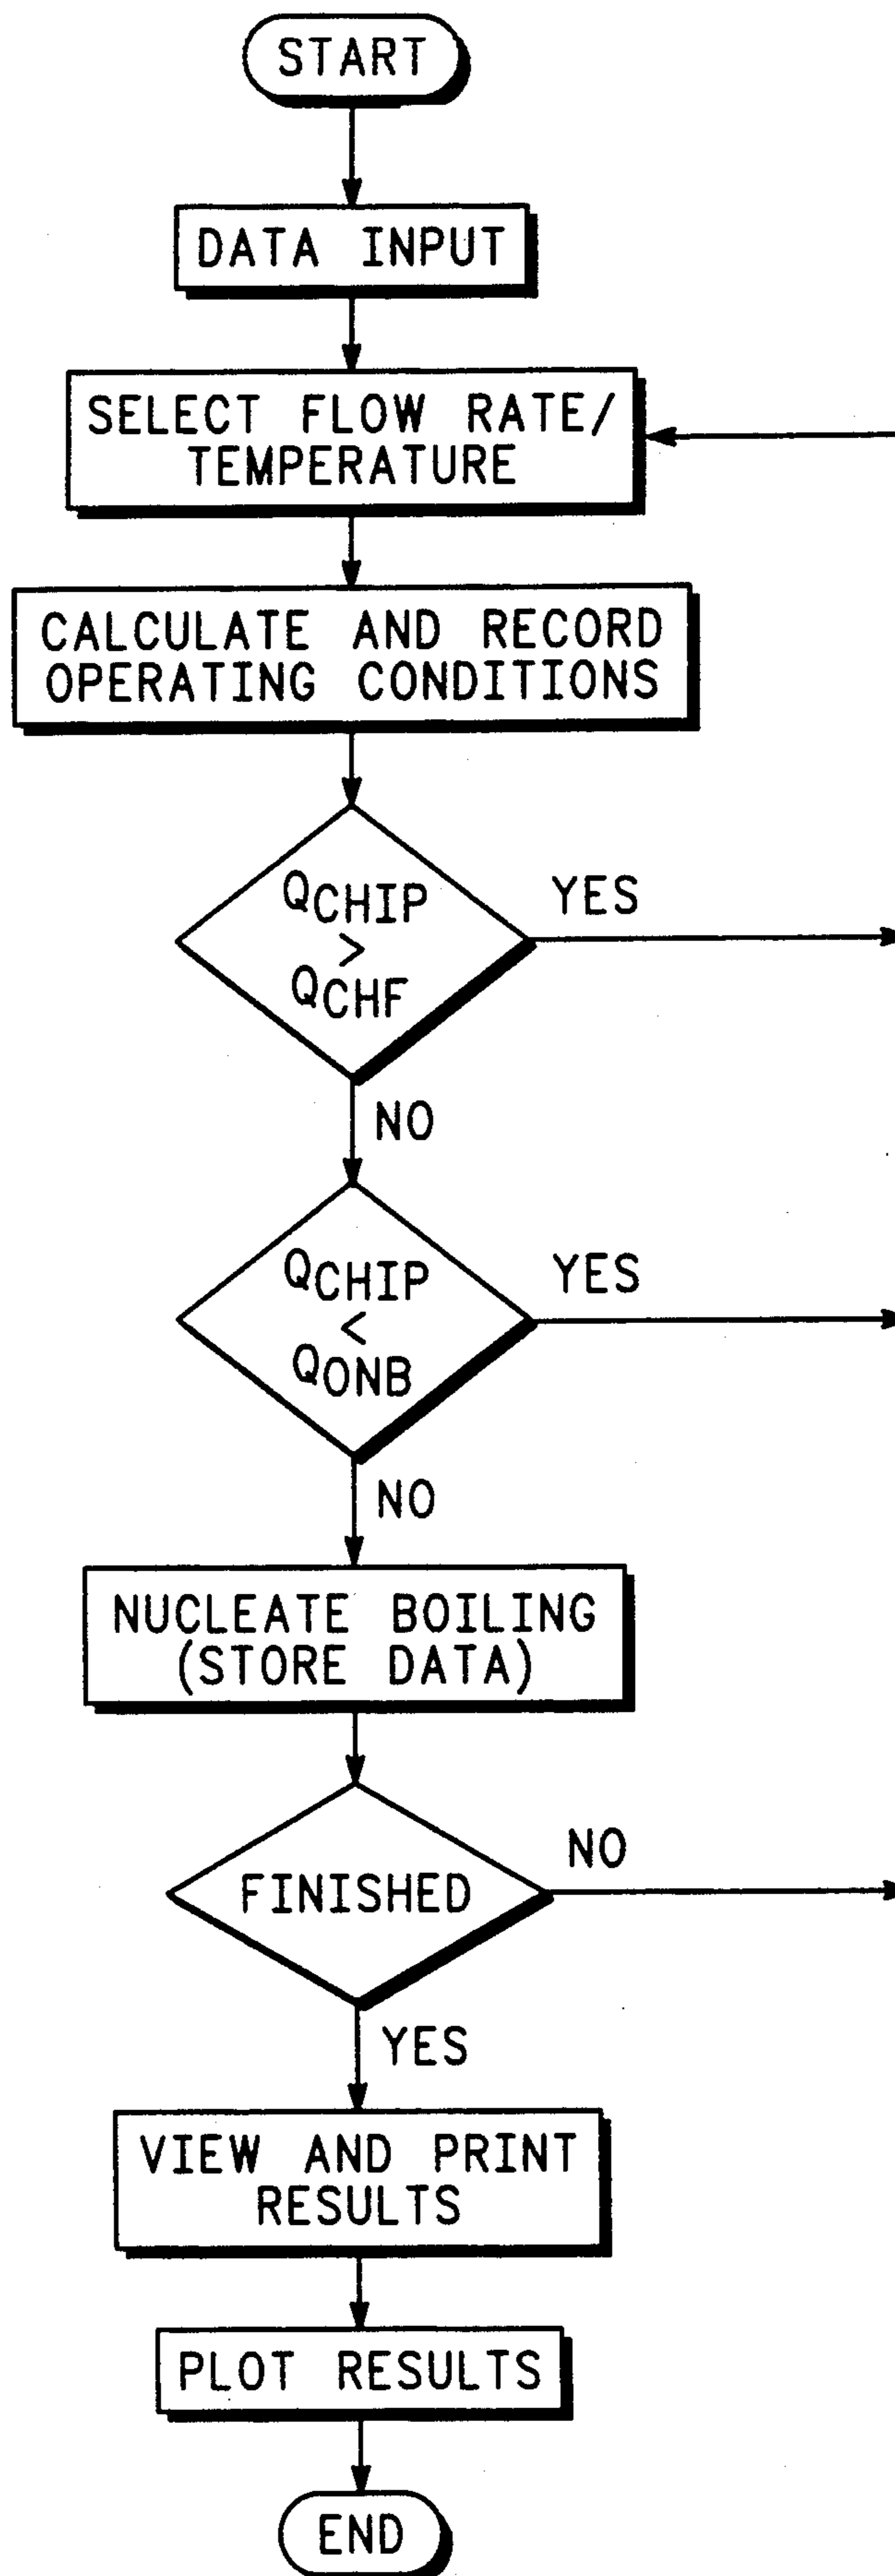 START
DATA INPUT
SELECT FLOW RATE/
TEMPERATURE
CALCULATE AND RECORD
OPERATING CONDITIONS
QCHIP
>
QCHF
YES
NO
QCHIP
<
QONB
YES
NO
NUCLEATE BOILING
(STORE DATA)
FINISHED
NO
YES
VIEW AND PRINT
RESULTS
PLOT RESULTS
END